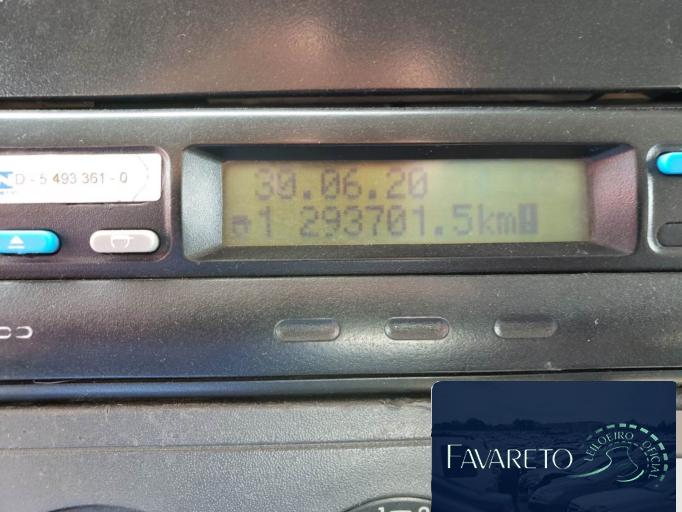 30.06.20
D - 5 493 361 - 0
1 293701.5km
FAVARETO
LEILOEIRO OFICIAL